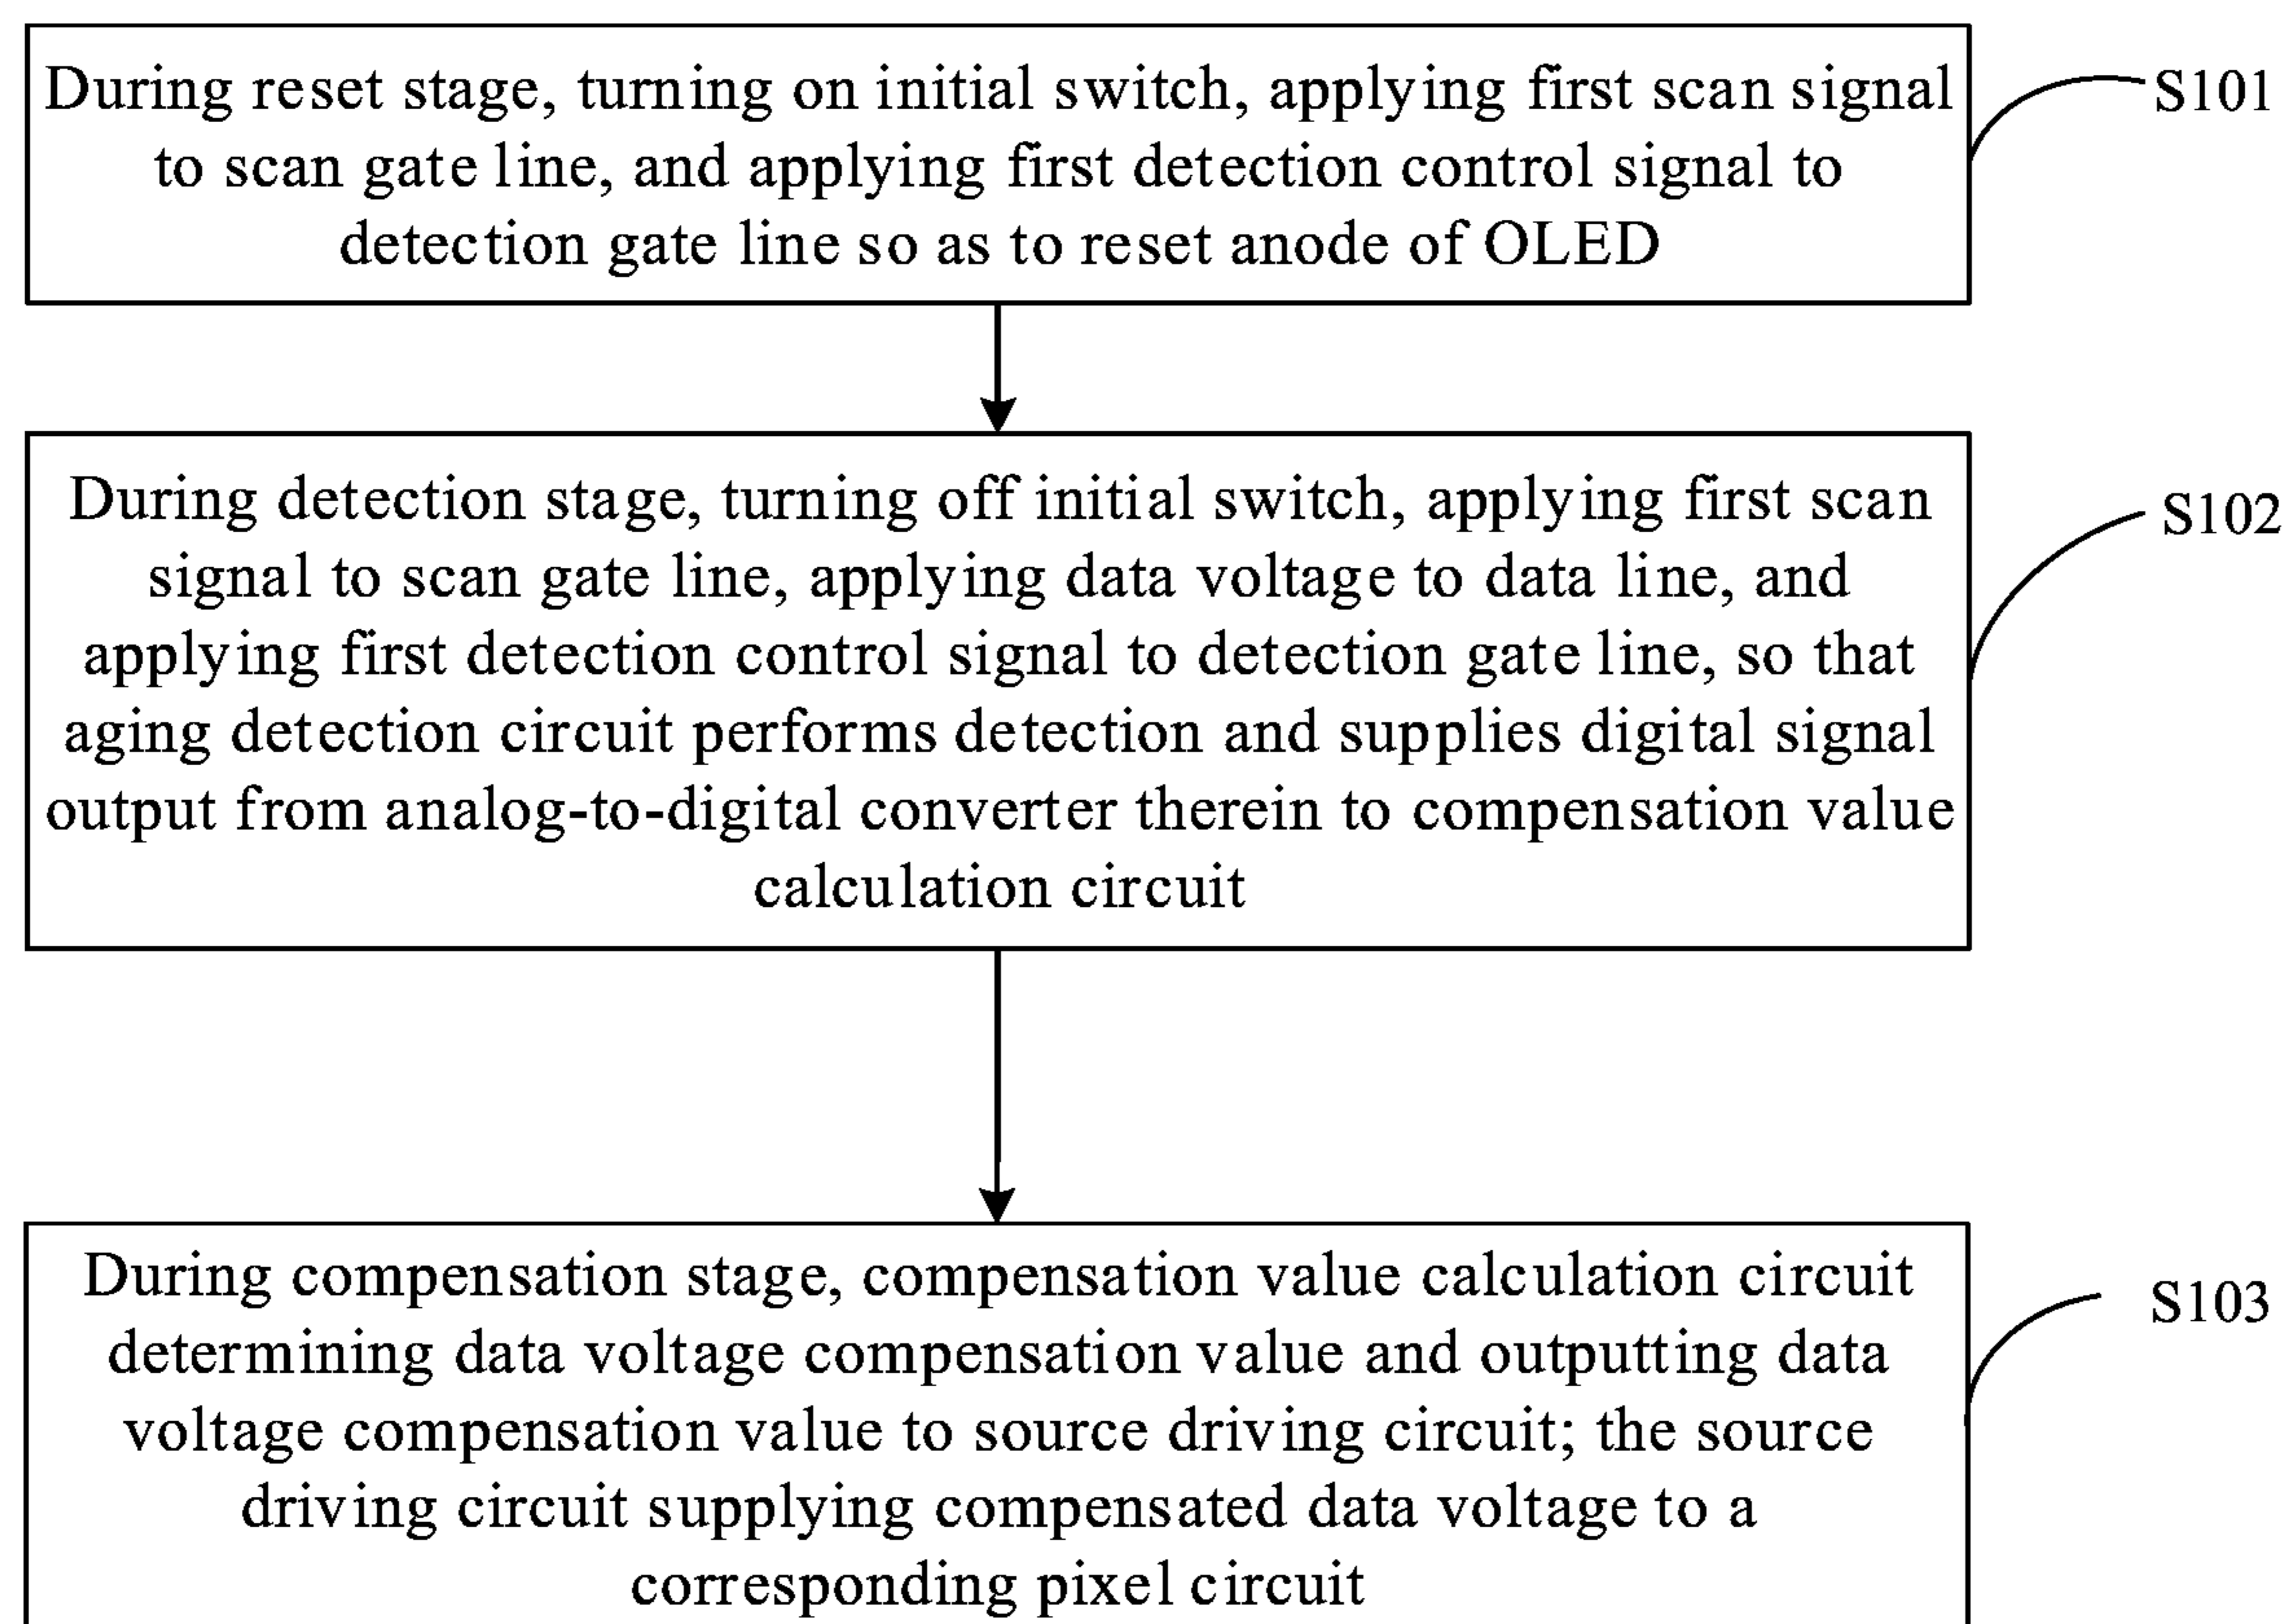 During reset stage, turning on initial switch, applying first scan signal
to scan gate line, and applying first detection control signal to
detection gate line so as to reset anode of OLED
S101
During detection stage, turning off initial switch, applying first scan
signal to scan gate line, applying data voltage to data line, and
applying first detection control signal to detection gate line, so that
aging detection circuit performs detection and supplies digital signal
output from analog-to-digital converter therein to compensation value
calculation circuit
S102
During compensation stage, compensation value calculation circuit
determining data voltage compensation value and outputting data
voltage compensation value to source driving circuit; the source
driving circuit supplying compensated data voltage to a
corresponding pixel circuit
S103